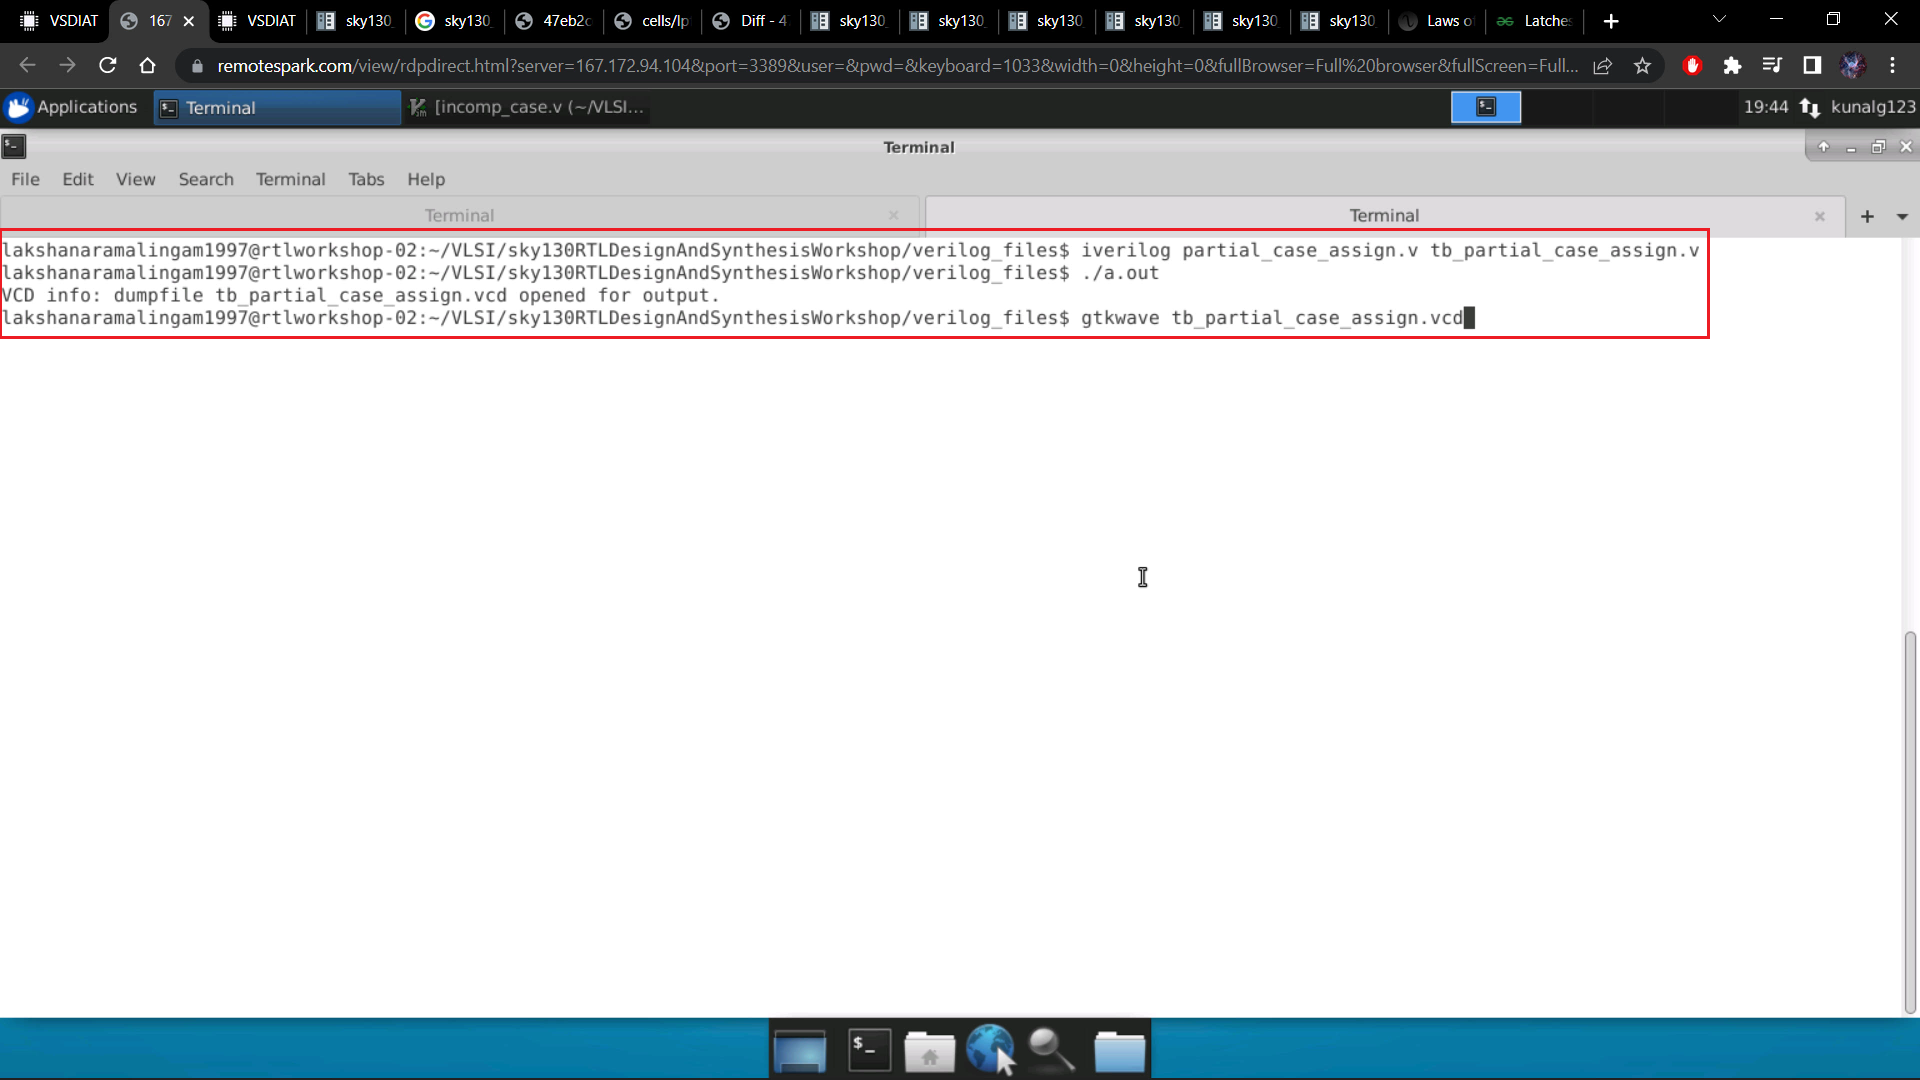 VSDIAT
167
VSDIAT
sky130
sky130
47eb2c
cells/lp
Diff - 4
sky130
sky130
sky130
sky130
sky130
sky130
Laws o
Latches
remotespark.com/view/rdpdirect.html?server=167.172.94.104&port=3389&user=&pwd=&keyboard=1033&width=0&height=0&fullBrowser=Full%20browser&fullScreen=Full...
Applications
Terminal
[incomp_case.v (~/VLSI...
19:44
kunalg123
Terminal
File Edit View Search Terminal Tabs Help
Terminal
Terminal
lakshanaramalingam1997@rtlworkshop-02:~/VLSI/sky130RTLDesignAndSynthesisWorkshop/verilog_files$ iverilog partial_case_assign.v tb_partial_case_assign.v
lakshanaramalingam1997@rtlworkshop-02:~/VLSI/sky130RTLDesignAndSynthesisWorkshop/verilog_files$ ./a.out
VCD info: dumpfile tb_partial_case_assign.vcd opened for output.
lakshanaramalingam1997@rtlworkshop-02:~/VLSI/sky130RTLDesignAndSynthesisWorkshop/verilog_files$ gtkwave tb_partial_case_assign.vcd